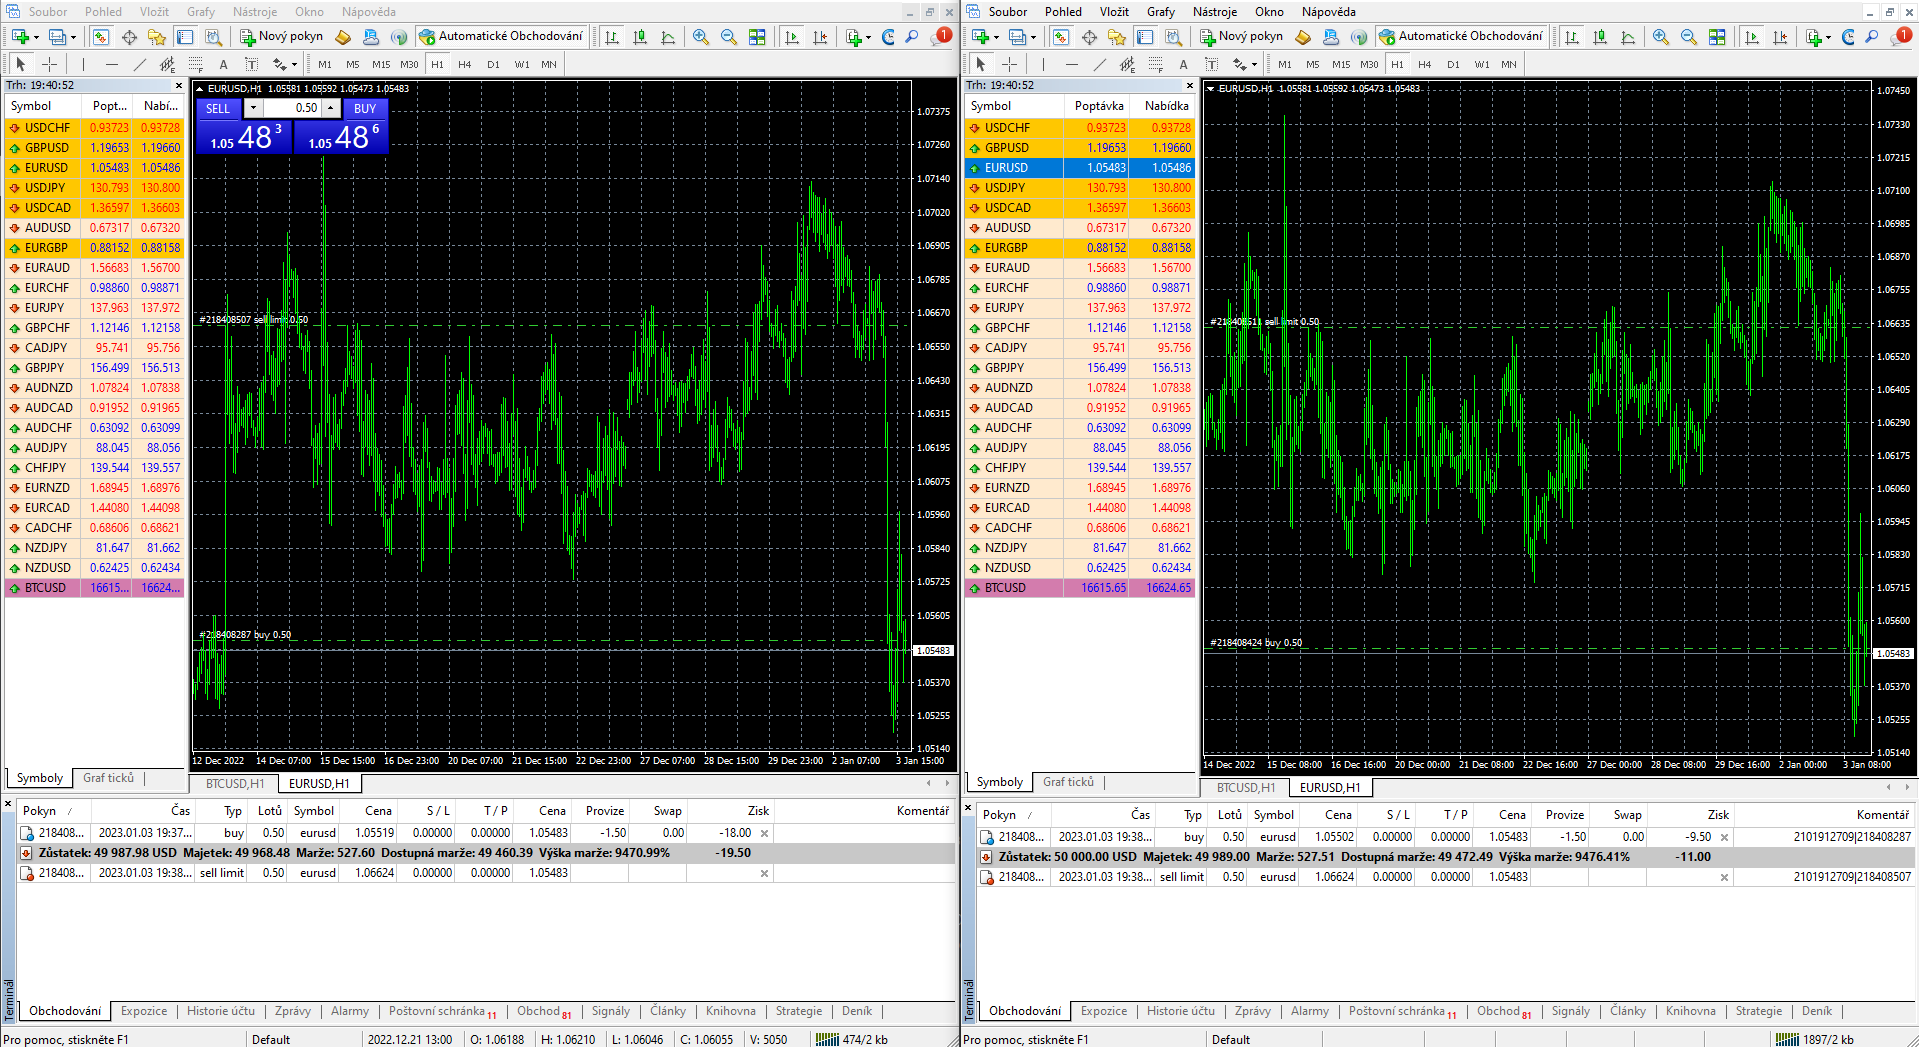 Soubor Pohled Vložit Grafy Nástroje Okno Nápověda
Nový pokyn Automatické Obchodování 1
M1 M5 M15 M30 H1 H4 D1 W1 MN
Trh: 19:40:52
Symbol Popt... Nabí...
USDCHF 0.93723 0.93728
GBPUSD 1.19653 1.19660
EURUSD 1.05483 1.05486
USDJPY 130.793 130.800
USDCAD 1.36597 1.36603
AUDUSD 0.67317 0.67320
EURGBP 0.88152 0.88158
EURAUD 1.56683 1.56700
EURCHF 0.98860 0.98871
EURJPY 137.963 137.972
GBPCHF 1.12146 1.12158
CADJPY 95.741 95.756
GBPJPY 156.499 156.513
AUDNZD 1.07824 1.07838
AUDCAD 0.91952 0.91965
AUDCHF 0.63092 0.63099
AUDJPY 88.045 88.056
CHFJPY 139.544 139.557
EURNZD 1.68945 1.68976
EURCAD 1.44080 1.44098
CADCHF 0.68606 0.68621
NZDJPY 81.647 81.662
NZDUSD 0.62425 0.62434
BTCUSD 16615... 16624...
Symboly Graf ticků
EURUSD,H1 1.05581 1.05592 1.05473 1.05483
SELL 0.50 BUY
1.05 48 3 1.05 48 6
#218408507 sell limit 0.50
#218408287 buy 0.50
1.07375
1.07260
1.07140
1.07020
1.06905
1.06785
1.06670
1.06550
1.06430
1.06315
1.06195
1.06075
1.05960
1.05840
1.05725
1.05605
1.05483
1.05370
1.05255
1.05140
12 Dec 2022 14 Dec 07:00 15 Dec 15:00 16 Dec 23:00 20 Dec 07:00 21 Dec 15:00 22 Dec 23:00 27 Dec 07:00 28 Dec 15:00 29 Dec 23:00 2 Jan 07:00 3 Jan 15:00
BTCUSD,H1 EURUSD,H1
Pokyn / Čas Typ Lotů Symbol Cena S / L T / P Cena Provize Swap Zisk Komentář
218408... 2023.01.03 19:37... buy 0.50 eurusd 1.05519 0.00000 0.00000 1.05483 -1.50 0.00 -18.00
Zůstatek: 49 987.98 USD Majetek: 49 968.48 Marže: 527.60 Dostupná marže: 49 460.39 Výška marže: 9470.99% -19.50
218408... 2023.01.03 19:38... sell limit 0.50 eurusd 1.06624 0.00000 0.00000 1.05483
Terminál
Obchodování Expozice Historie účtu Zprávy Alarmy Poštovní schránka 11 Obchod 81 Signály Články Knihovna Strategie Deník
Pro pomoc, stiskněte F1 Default 2022.12.21 13:00 O: 1.06188 H: 1.06210 L: 1.06046 C: 1.06055 V: 5050 474/2 kb
Soubor Pohled Vložit Grafy Nástroje Okno Nápověda
Nový pokyn Automatické Obchodování 1
M1 M5 M15 M30 H1 H4 D1 W1 MN
Trh: 19:40:52
Symbol Poptávka Nabídka
USDCHF 0.93723 0.93728
GBPUSD 1.19653 1.19660
EURUSD 1.05483 1.05486
USDJPY 130.793 130.800
USDCAD 1.36597 1.36603
AUDUSD 0.67317 0.67320
EURGBP 0.88152 0.88158
EURAUD 1.56683 1.56700
EURCHF 0.98860 0.98871
EURJPY 137.963 137.972
GBPCHF 1.12146 1.12158
CADJPY 95.741 95.756
GBPJPY 156.499 156.513
AUDNZD 1.07824 1.07838
AUDCAD 0.91952 0.91965
AUDCHF 0.63092 0.63099
AUDJPY 88.045 88.056
CHFJPY 139.544 139.557
EURNZD 1.68945 1.68976
EURCAD 1.44080 1.44098
CADCHF 0.68606 0.68621
NZDJPY 81.647 81.662
NZDUSD 0.62425 0.62434
BTCUSD 16615.65 16624.65
Symboly Graf ticků
EURUSD,H1 1.05581 1.05592 1.05473 1.05483
sell limit 0.50
#218408424 buy 0.50
1.07450
1.07330
1.07215
1.07100
1.06985
1.06870
1.06755
1.06635
1.06520
1.06405
1.06290
1.06175
1.06060
1.05945
1.05830
1.05715
1.05600
1.05483
1.05370
1.05255
1.05140
14 Dec 2022 15 Dec 08:00 16 Dec 16:00 20 Dec 00:00 21 Dec 08:00 22 Dec 16:00 27 Dec 00:00 28 Dec 08:00 29 Dec 16:00 2 Jan 00:00 3 Jan 08:00
BTCUSD,H1 EURUSD,H1
Pokyn / Čas Typ Lotů Symbol Cena S / L T / P Cena Provize Swap Zisk Komentář
218408... 2023.01.03 19:38... buy 0.50 eurusd 1.05502 0.00000 0.00000 1.05483 -1.50 0.00 -9.50 2101912709|218408287
Zůstatek: 50 000.00 USD Majetek: 49 989.00 Marže: 527.51 Dostupná marže: 49 472.49 Výška marže: 9476.41% -11.00
218408... 2023.01.03 19:38... sell limit 0.50 eurusd 1.06624 0.00000 0.00000 1.05483 2101912709|218408507
Terminál
Obchodování Expozice Historie účtu Zprávy Alarmy Poštovní schránka 11 Obchod 81 Signály Články Knihovna Strategie Deník
Pro pomoc, stiskněte F1 Default 1897/2 kb